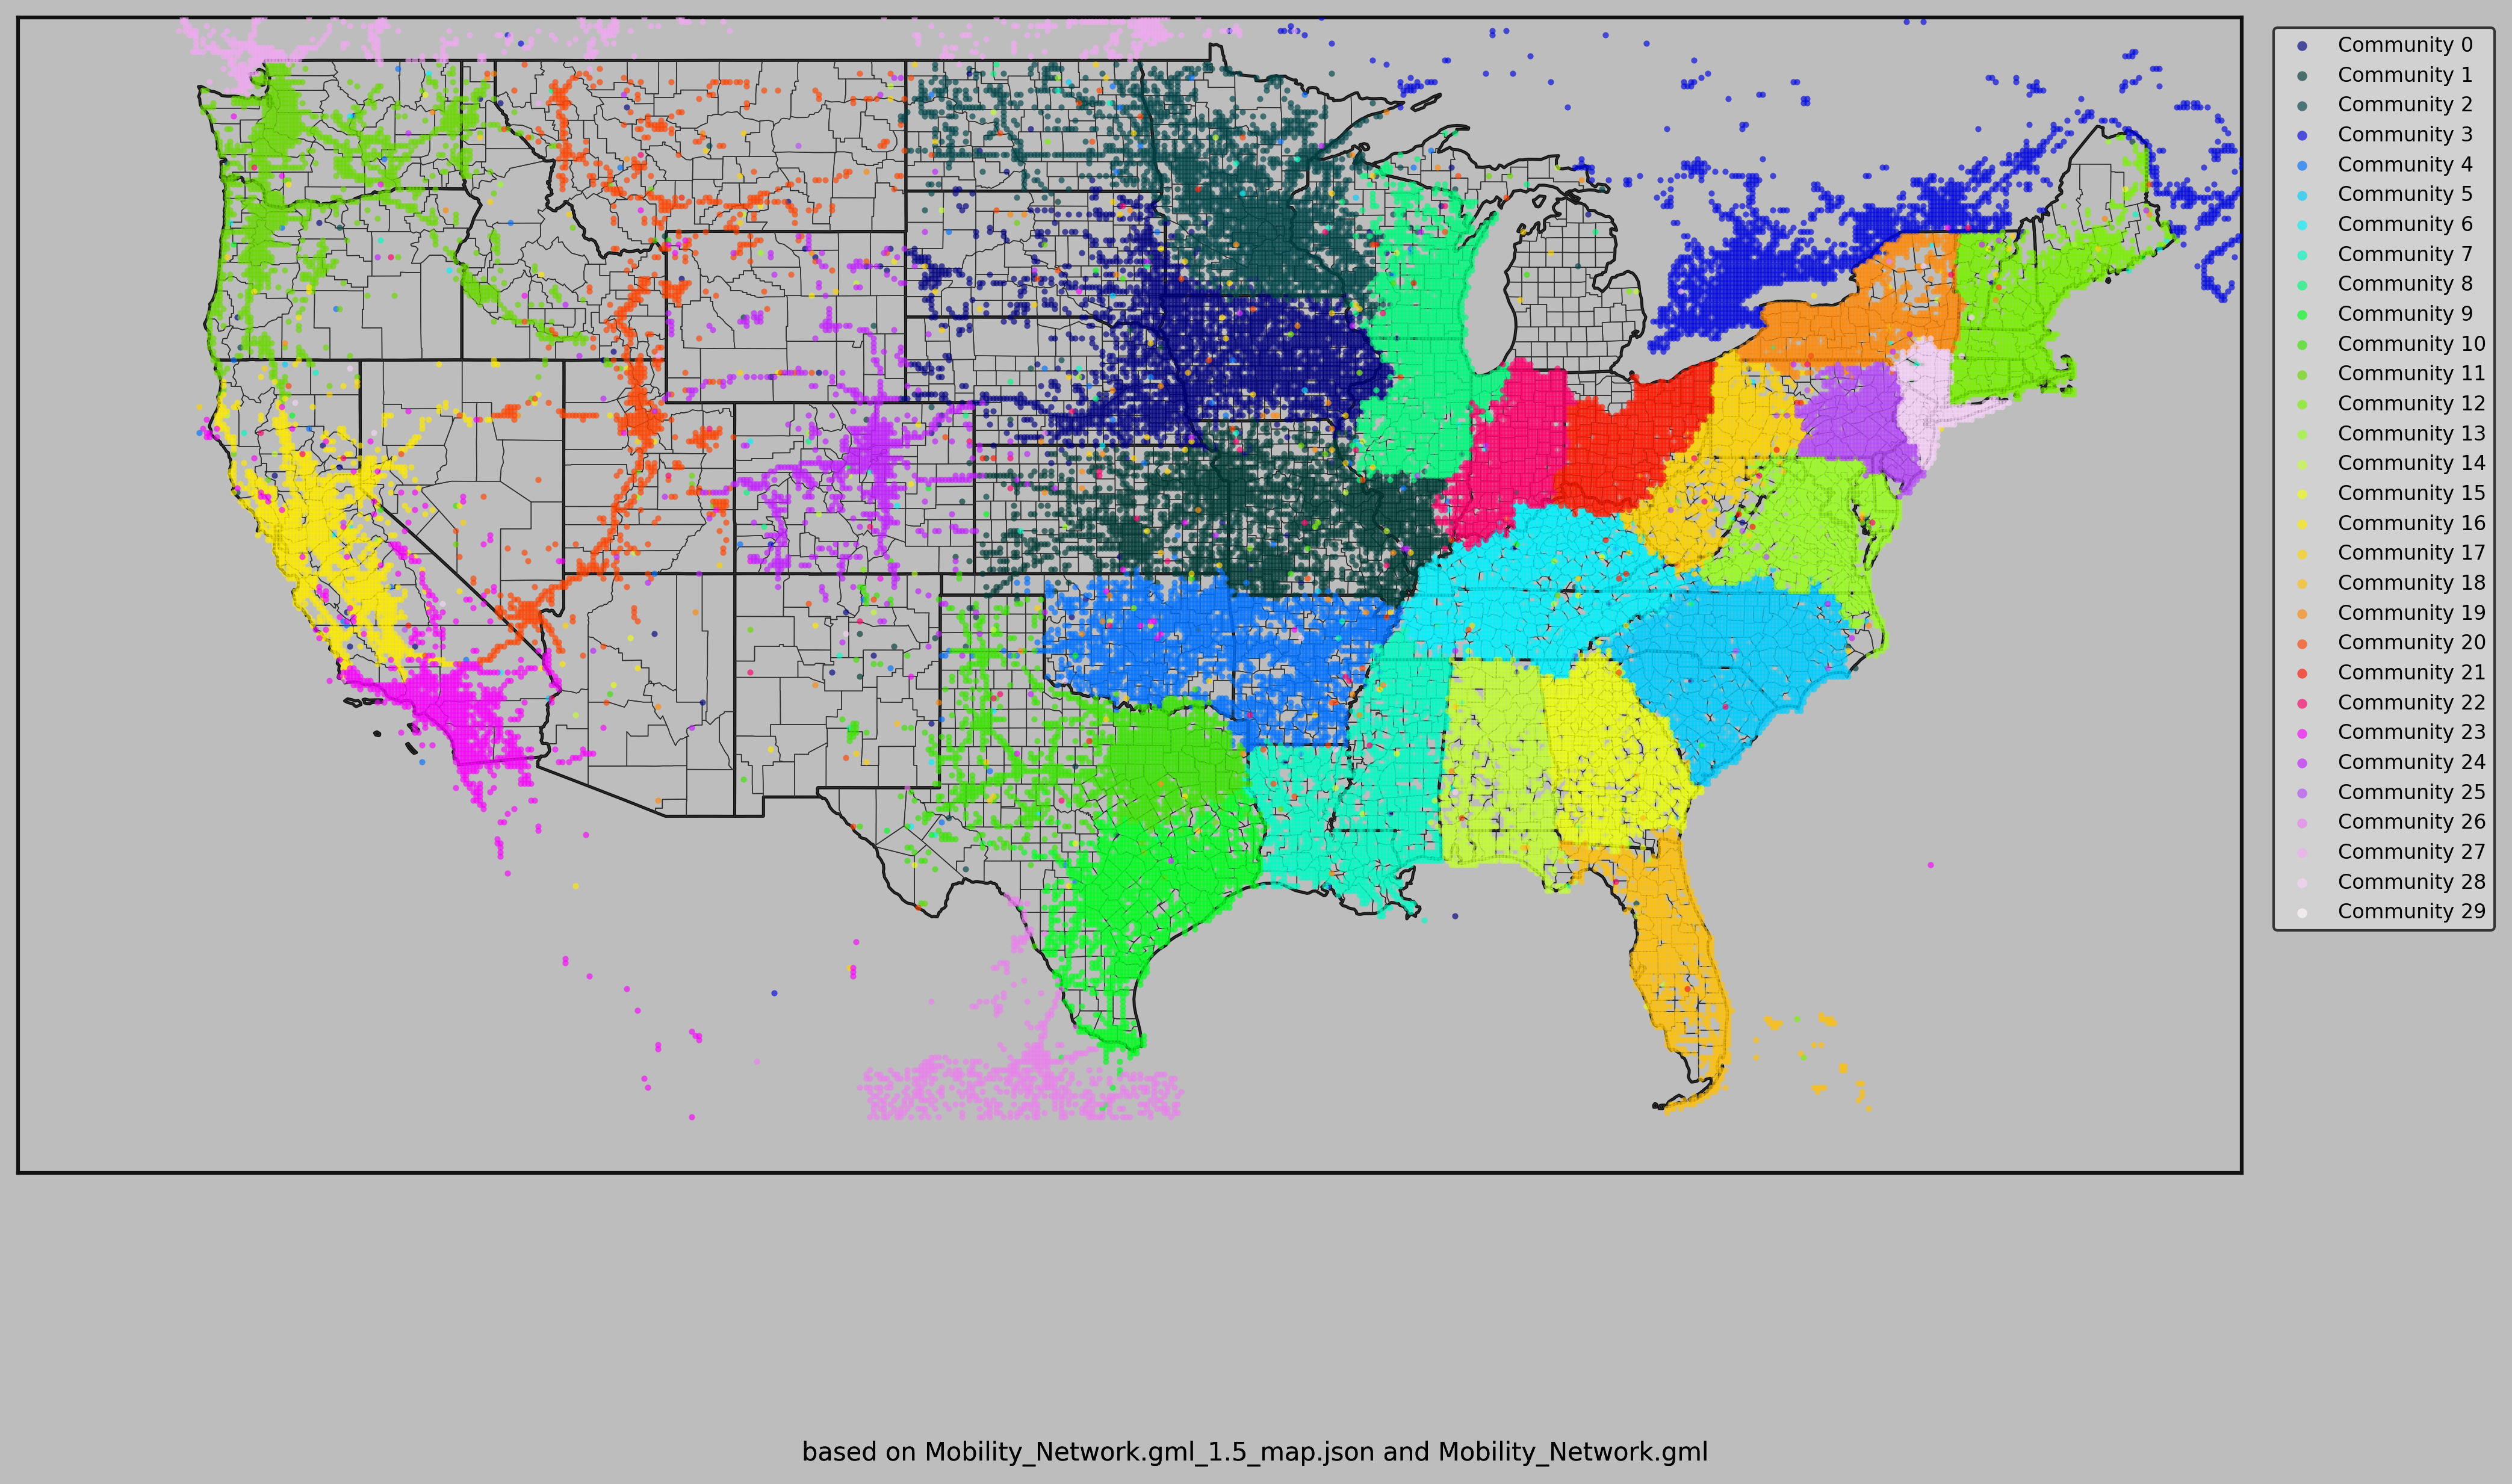 Community 0
Community 1
Community 2
Community 3
Community 4
Community 5
Community 6
Community 7
Community 8
Community 9
Community 10
Community 11
Community 12
Community 13
Community 14
Community 15
Community 16
Community 17
Community 18
Community 19
Community 20
Community 21
Community 22
Community 23
Community 24
Community 25
Community 26
Community 27
Community 28
Community 29
based on Mobility_Network.gml_1.5_map.json and Mobility_Network.gml